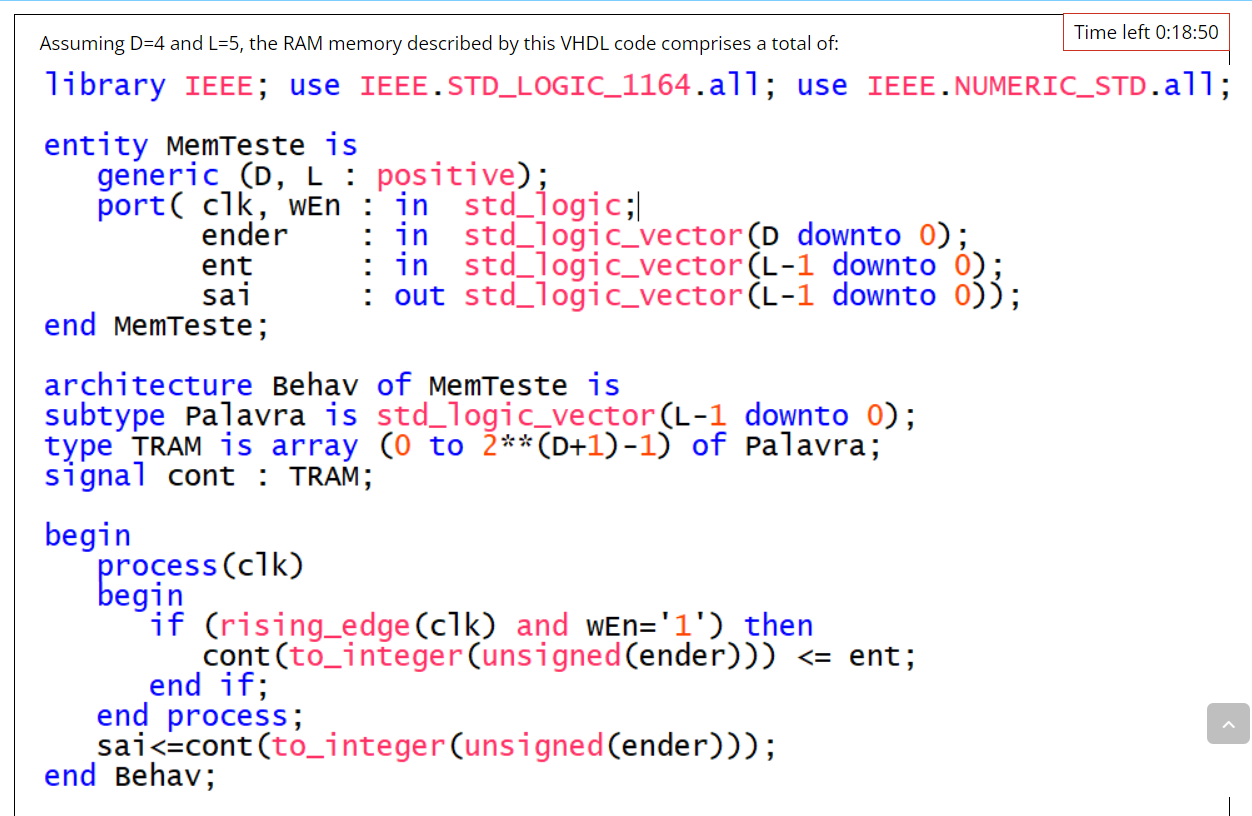 Time left 0:18:50
Assuming D=4 and L=5, the RAM memory described by this VHDL code comprises a total of:
library IEEE; use IEEE.STD_LOGIC_1164.all; use IEEE.NUMERIC_STD.all;
entity MemTeste is
generic (D, L : positive);
port( clk, wEn : in std_logic;
ender : in std_logic_vector(D downto 0);
ent : in std_logic_vector(L-1 downto 0);
sai : out std_logic_vector(L-1 downto 0));
end MemTeste;
architecture Behav of MemTeste is
subtype Palavra is std_logic_vector(L-1 downto 0);
type TRAM is array (0 to 2**(D+1)-1) of Palavra;
signal cont : TRAM;
begin
process(clk)
begin
if (rising_edge(clk) and wEn='1') then
cont(to_integer(unsigned(ender))) <= ent;
end if;
end process;
sai<=cont(to_integer(unsigned(ender)));
end Behav;